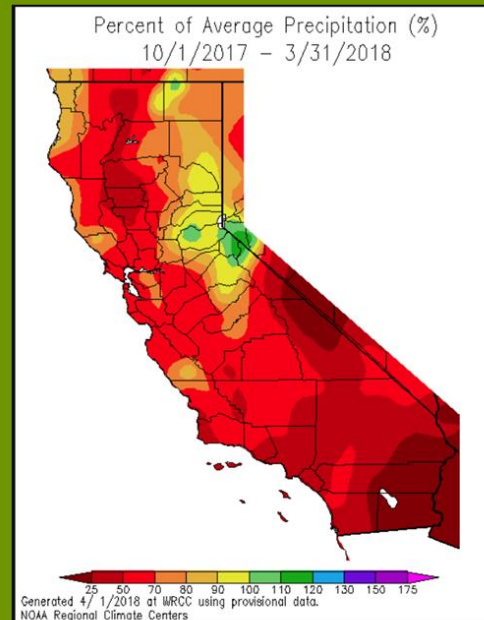 Percent of Average Precipitation (%)
10/1/2017 – 3/31/2018
25 50 70 80 90 100 110 120 130 150 175
Generated 4/ 1/2018 at WRCC using provisional data.
NOAA Regional Climate Centers